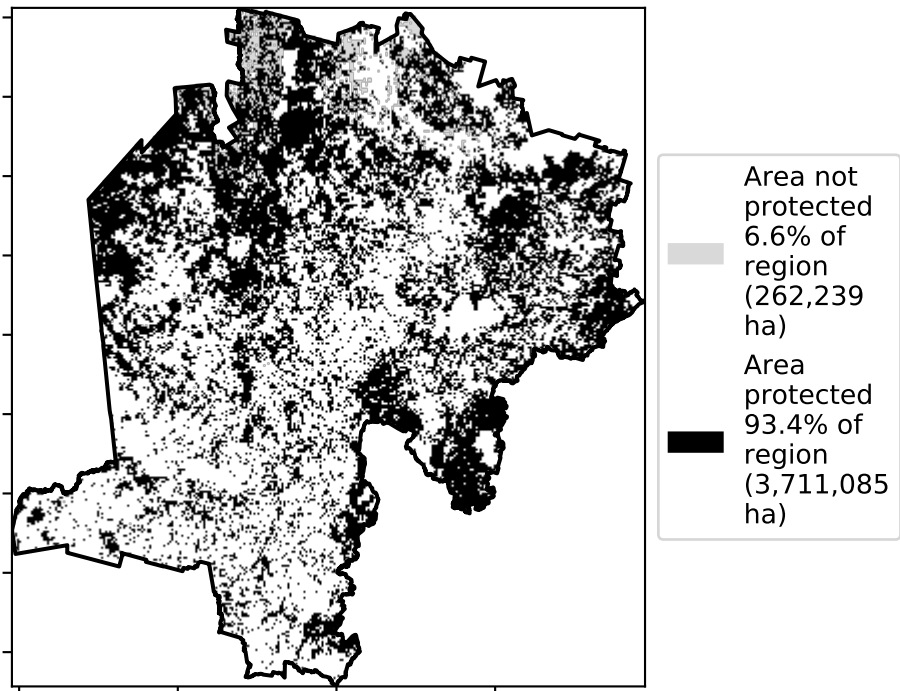 Area not
protected
6.6% of
region
(262,239
ha)
Area
protected
93.4% of
region
(3,711,085
ha)